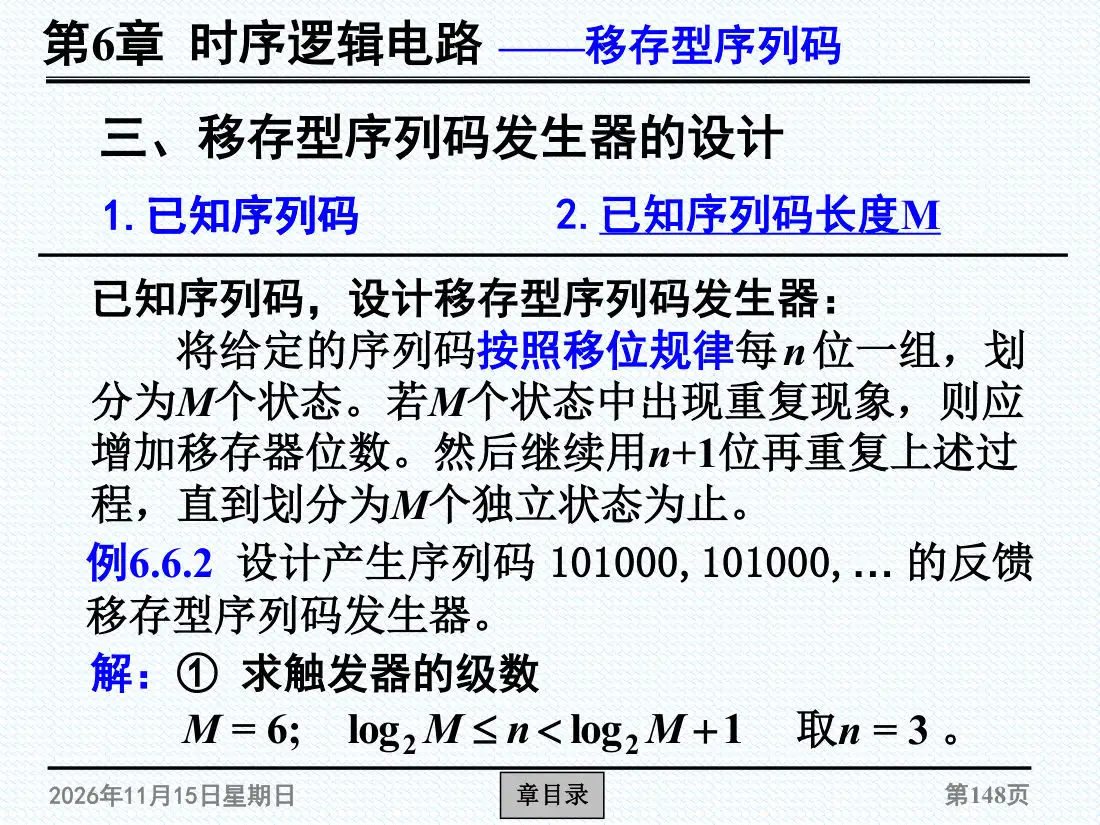 第6章 时序逻辑电路 ——移存型序列码
三、移存型序列码发生器的设计
1.已知序列码 2.已知序列码长度M
已知序列码，设计移存型序列码发生器：
将给定的序列码按照移位规律每n位一组，划
分为M个状态。若M个状态中出现重复现象，则应
增加移存器位数。然后继续用n+1位再重复上述过
程，直到划分为M个独立状态为止。
例6.6.2 设计产生序列码 101000,101000,… 的反馈
移存型序列码发生器。
解：① 求触发器的级数
M = 6; log₂ M ≤ n < log₂ M + 1 取n = 3 。
2026年11月15日星期日 章目录 第148页